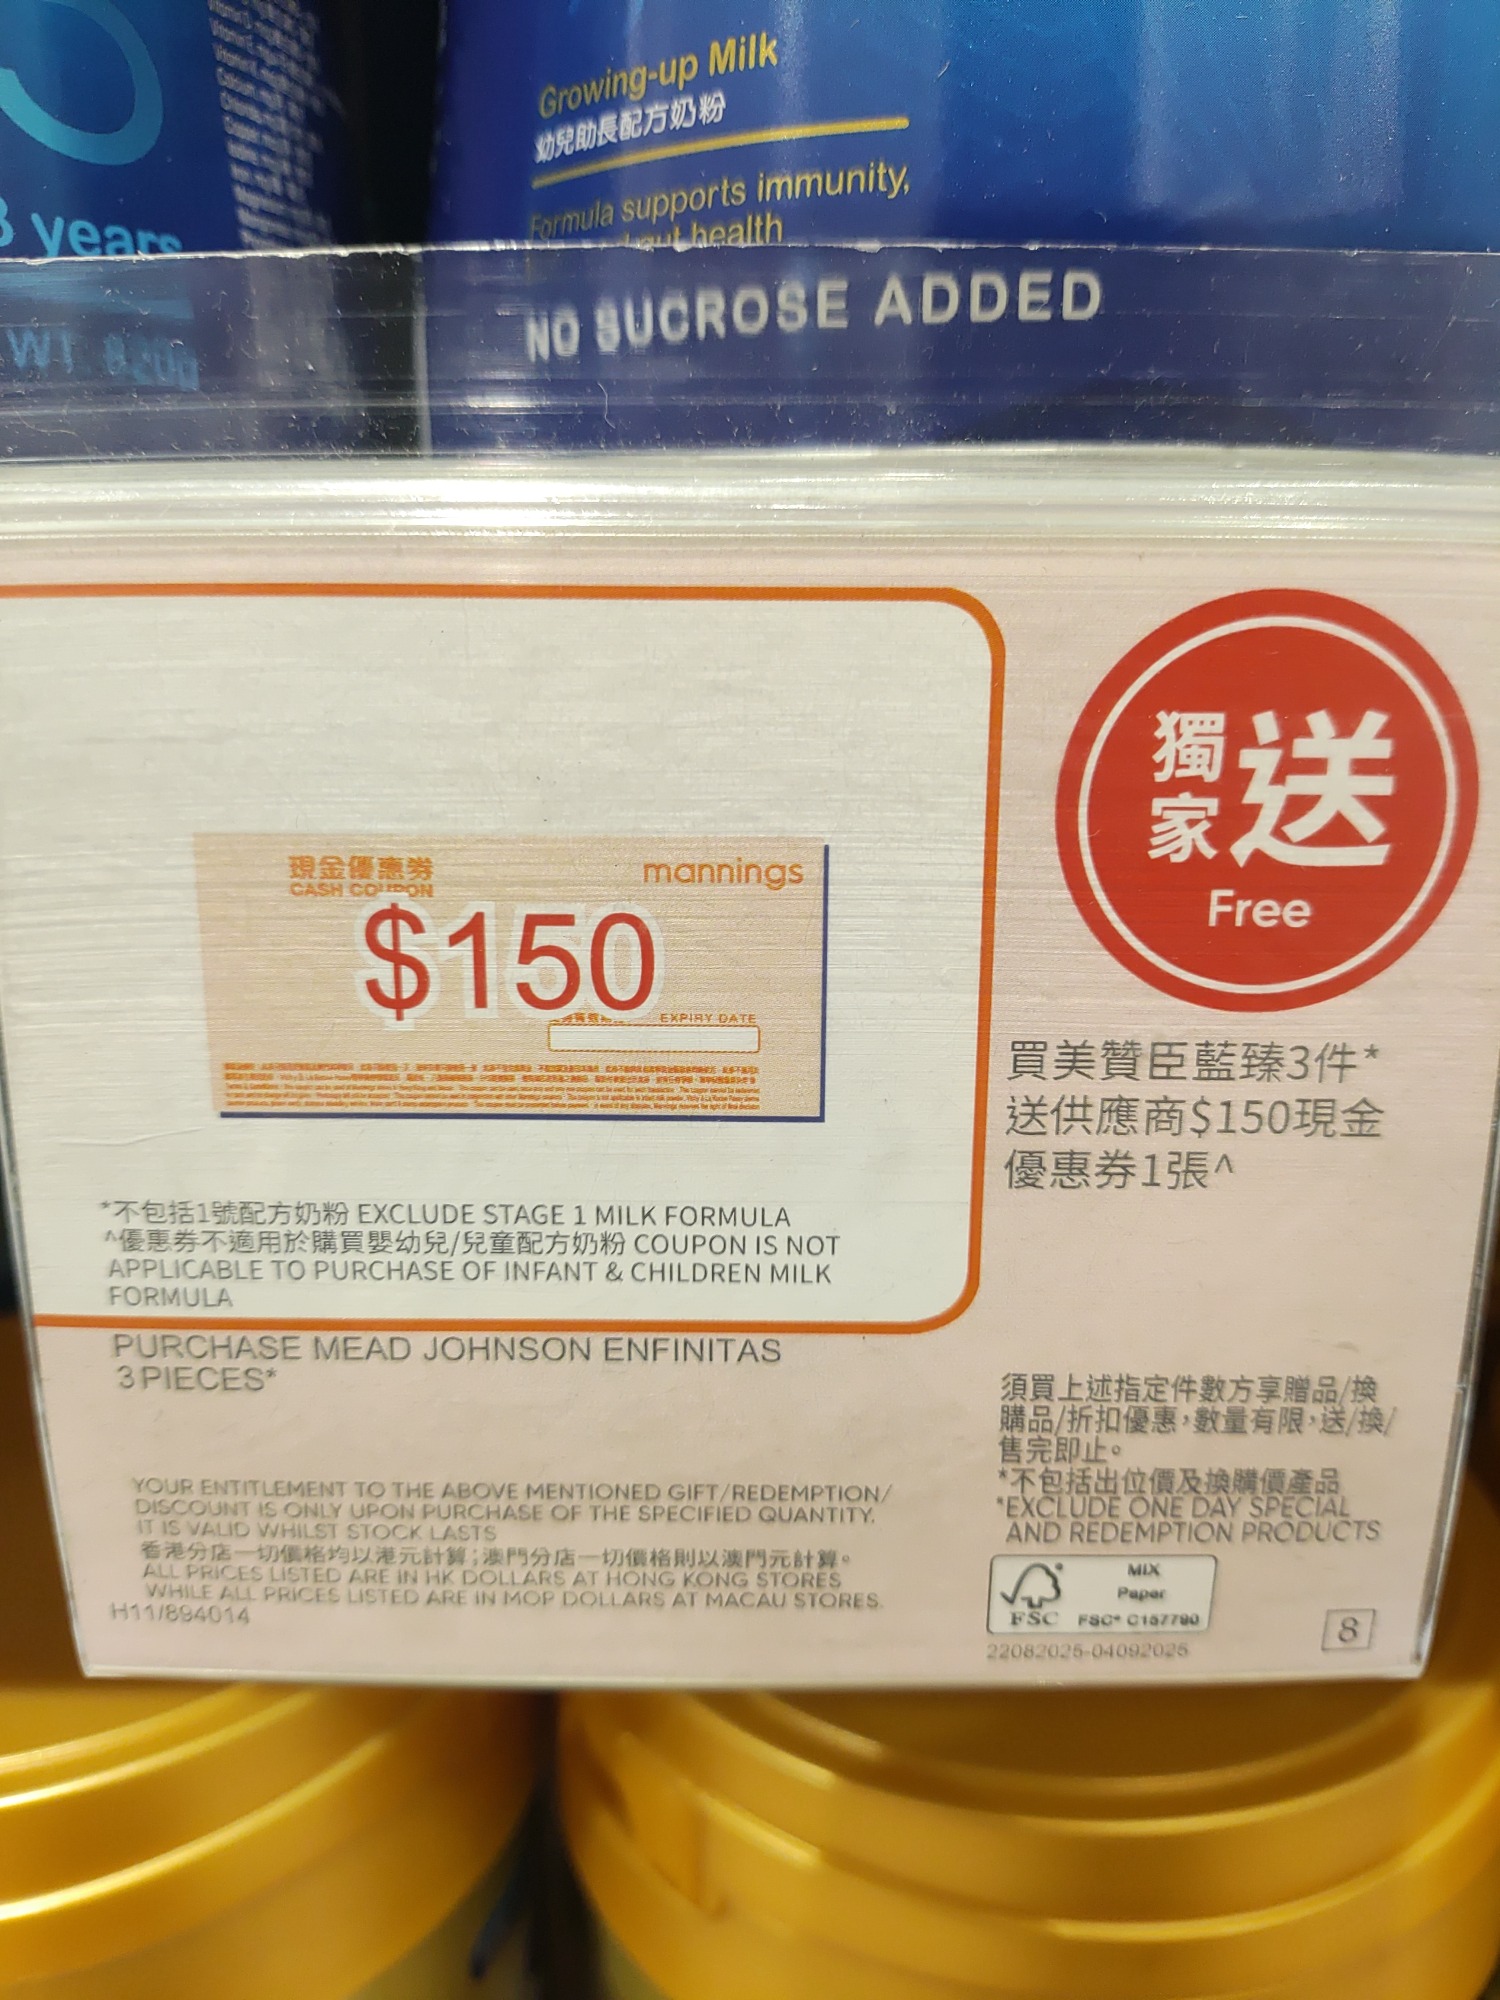 Growing-up Milk
幼兒助長配方奶粉
Formula supports immunity,
gut health
NO SUCROSE ADDED
3 years
WT. 820g
獨家送
Free
現金優惠券
CASH COUPON
mannings
$150
EXPIRY DATE
買美贊臣藍臻3件*
送供應商$150現金
優惠券1張^
*不包括1號配方奶粉 EXCLUDE STAGE 1 MILK FORMULA
^優惠券不適用於購買嬰幼兒/兒童配方奶粉 COUPON IS NOT
APPLICABLE TO PURCHASE OF INFANT & CHILDREN MILK
FORMULA
PURCHASE MEAD JOHNSON ENFINITAS
3 PIECES*
須買上述指定件數方享贈品/換
購品/折扣優惠，數量有限，送/換/
售完即止。
*不包括出位價及換購價產品
*EXCLUDE ONE DAY SPECIAL
AND REDEMPTION PRODUCTS
YOUR ENTITLEMENT TO THE ABOVE MENTIONED GIFT/REDEMPTION/
DISCOUNT IS ONLY UPON PURCHASE OF THE SPECIFIED QUANTITY.
IT IS VALID WHILST STOCK LASTS
香港分店一切價格均以港元計算；澳門分店一切價格則以澳門元計算。
ALL PRICES LISTED ARE IN HK DOLLARS AT HONG KONG STORES
WHILE ALL PRICES LISTED ARE IN MOP DOLLARS AT MACAU STORES.
H11/894014
MIX
Paper
FSC FSC® C157790
22082025-04092025
8